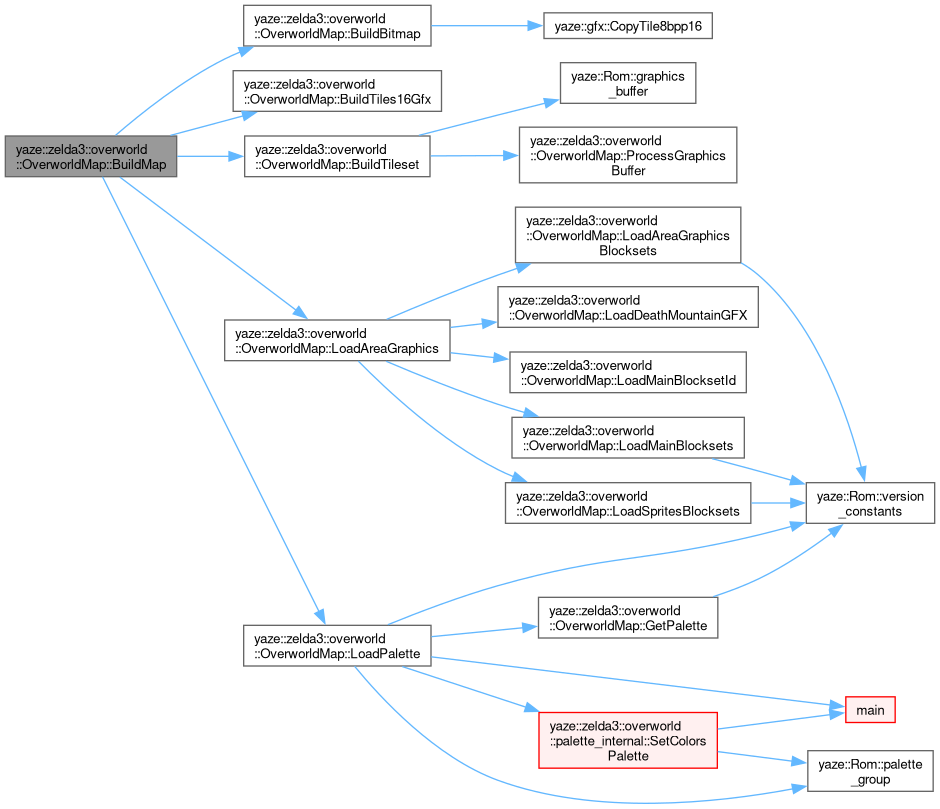 yaze::zelda3::overworld
::OverworldMap::BuildMap
yaze::zelda3::overworld
::OverworldMap::BuildBitmap
yaze::gfx::CopyTile8bpp16
yaze::zelda3::overworld
::OverworldMap::BuildTiles16Gfx
yaze::zelda3::overworld
::OverworldMap::BuildTileset
yaze::Rom::graphics
_buffer
yaze::zelda3::overworld
::OverworldMap::ProcessGraphics
Buffer
yaze::zelda3::overworld
::OverworldMap::LoadAreaGraphics
yaze::zelda3::overworld
::OverworldMap::LoadAreaGraphics
Blocksets
yaze::zelda3::overworld
::OverworldMap::LoadDeathMountainGFX
yaze::zelda3::overworld
::OverworldMap::LoadMainBlocksetId
yaze::zelda3::overworld
::OverworldMap::LoadMainBlocksets
yaze::zelda3::overworld
::OverworldMap::LoadSpritesBlocksets
yaze::Rom::version
_constants
yaze::zelda3::overworld
::OverworldMap::LoadPalette
yaze::zelda3::overworld
::OverworldMap::GetPalette
main
yaze::zelda3::overworld
::palette_internal::SetColors
Palette
yaze::Rom::palette
_group